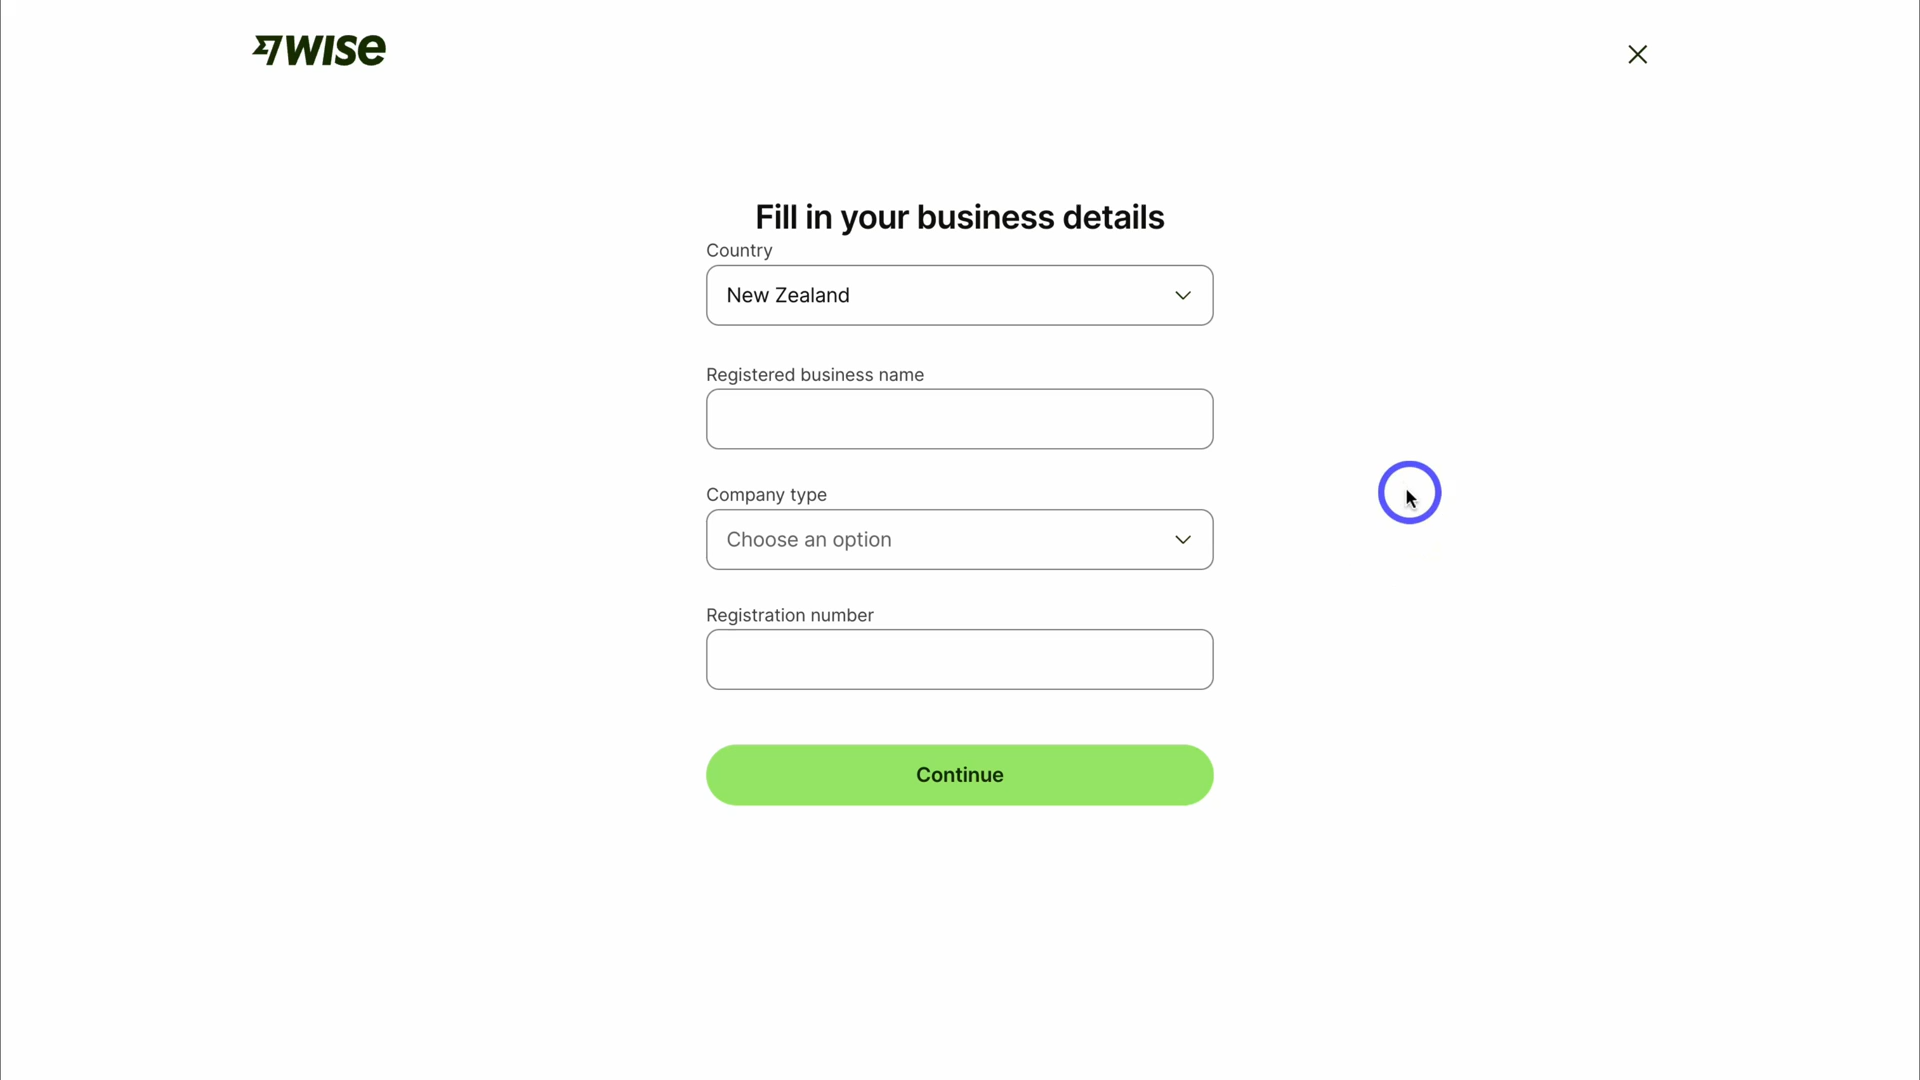 WISE
Fill in your business details
Country
New Zealand
Registered business name
Company type
Choose an option
Registration number
Continue